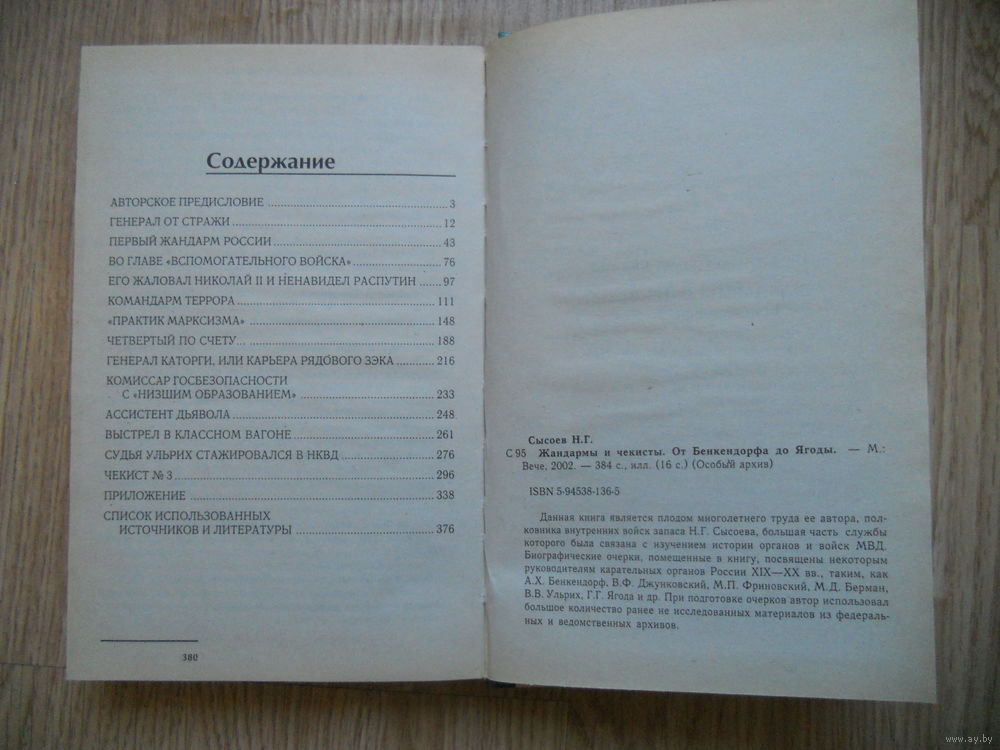 Содержание
АВТОРСКОЕ ПРЕДИСЛОВИЕ ........ 3
ГЕНЕРАЛ ОТ СТРАЖИ ........ 12
ПЕРВЫЙ ЖАНДАРМ РОССИИ ........ 43
ВО ГЛАВЕ «ВСПОМОГАТЕЛЬНОГО ВОЙСКА» ........ 76
ЕГО ЖАЛОВАЛ НИКОЛАЙ II И НЕНАВИДЕЛ РАСПУТИН ........ 97
КОМАНДАРМ ТЕРРОРА ........ 111
«ПРАКТИК МАРКСИЗМА» ........ 148
ЧЕТВЕРТЫЙ ПО СЧЕТУ... ........ 188
ГЕНЕРАЛ КАТОРГИ, ИЛИ КАРЬЕРА РЯДОВОГО ЗЭКА ........ 216
КОМИССАР ГОСБЕЗОПАСНОСТИ
С «НИЗШИМ ОБРАЗОВАНИЕМ» ........ 233
АССИСТЕНТ ДЬЯВОЛА ........ 248
ВЫСТРЕЛ В КЛАССНОМ ВАГОНЕ ........ 261
СУДЬЯ УЛЬРИХ СТАЖИРОВАЛСЯ В НКВД ........ 276
ЧЕКИСТ № 3 ........ 296
ПРИЛОЖЕНИЕ ........ 338
СПИСОК ИСПОЛЬЗОВАННЫХ
ИСТОЧНИКОВ И ЛИТЕРАТУРЫ ........ 376
380
Сысоев Н.Г.
С 95 Жандармы и чекисты. От Бенкендорфа до Ягоды. — М.:
Вече, 2002. — 384 с., илл. (16 с.) (Особый архив)
ISBN 5-94538-136-5
Данная книга является плодом многолетнего труда ее автора, пол-
ковника внутренних войск запаса Н.Г. Сысоева, большая часть службы
которого была связана с изучением истории органов и войск МВД.
Биографические очерки, помещенные в книгу, посвящены некоторым
руководителям карательных органов России XIX—XX вв., таким, как
А.Х. Бенкендорф, В.Ф. Джунковский, М.П. Фриновский, М.Д. Берман,
В.В. Ульрих, Г.Г. Ягода и др. При подготовке очерков автор использовал
большое количество ранее не исследованных материалов из федераль-
ных и ведомственных архивов.
www.ay.by